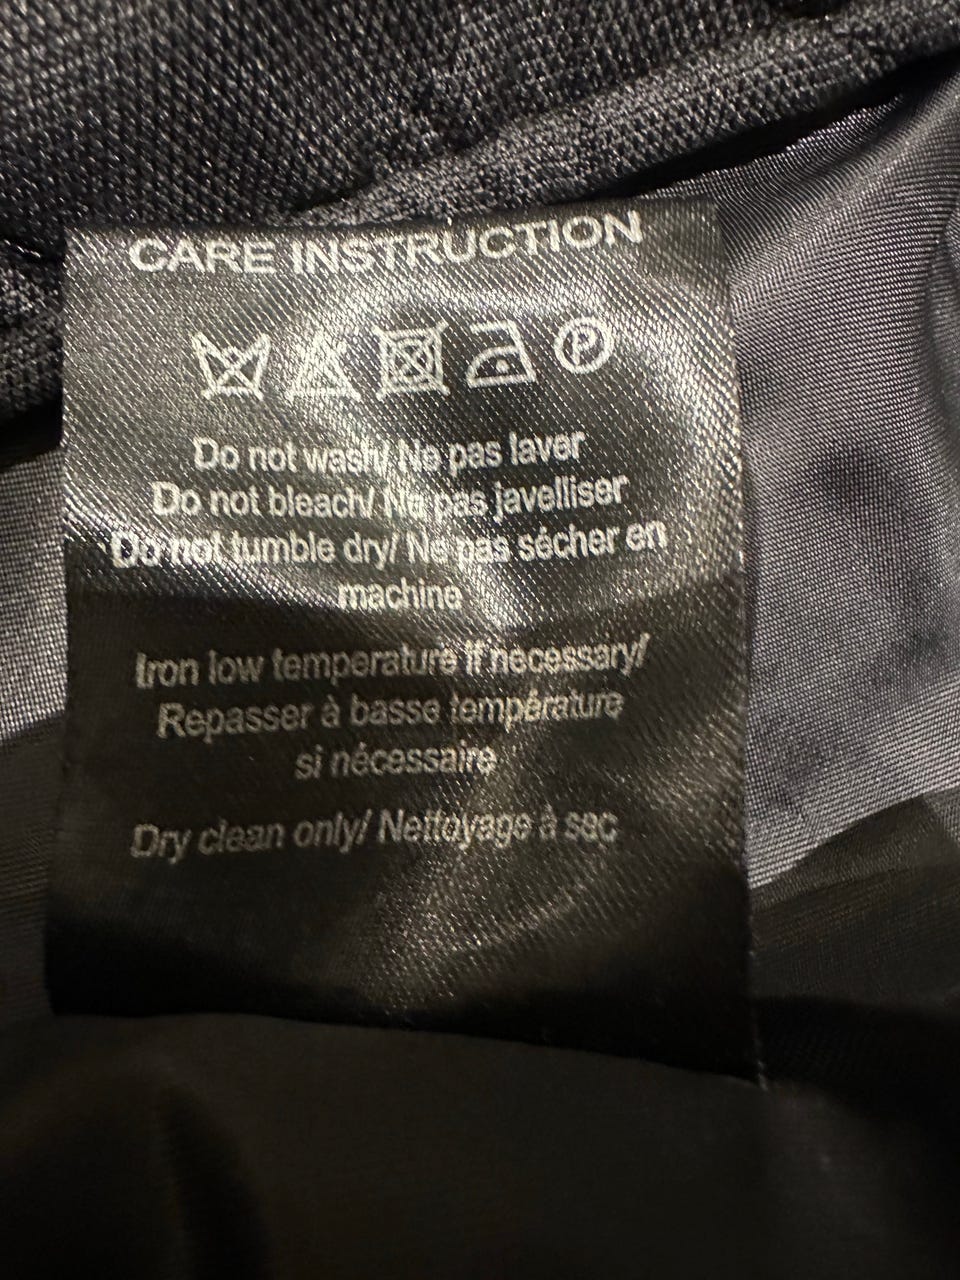 CARE INSTRUCTION
P
Do not wash/ Ne pas laver
Do not bleach/ Ne pas javelliser
Do not tumble dry/ Ne pas sécher en
machine
Iron low temperature if necessary/
Repasser à basse température
si nécessaire
Dry clean only/ Nettoyage à sec